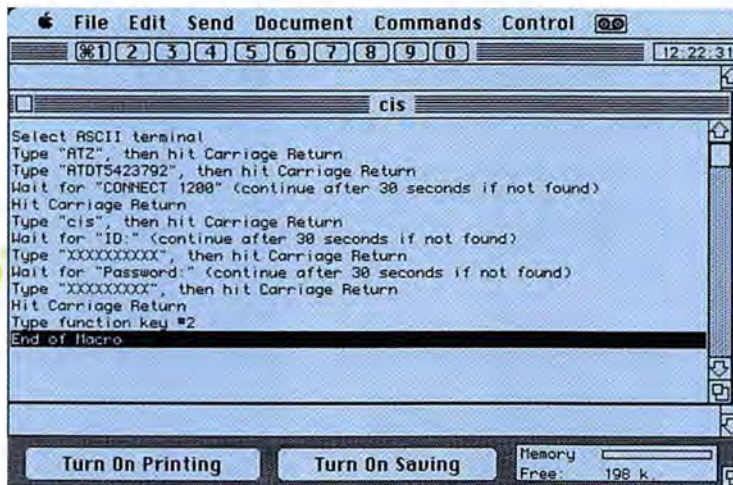 File Edit Send Document Commands Control
⌘1 2 3 4 5 6 7 8 9 0 12:22:31
cis
Select ASCII terminal
Type "ATZ", then hit Carriage Return
Type "ATDT5423792", then hit Carriage Return
Wait for "CONNECT 1200" (continue after 30 seconds if not found)
Hit Carriage Return
Type "cis", then hit Carriage Return
Wait for "ID:" (continue after 30 seconds if not found)
Type "XXXXXXXXXX", then hit Carriage Return
Wait for "Password:" (continue after 30 seconds if not found)
Type "XXXXXXXXX", then hit Carriage Return
Hit Carriage Return
Type function key #2
End of Macro
Turn On Printing Turn On Saving Memory
Free: 198 k.